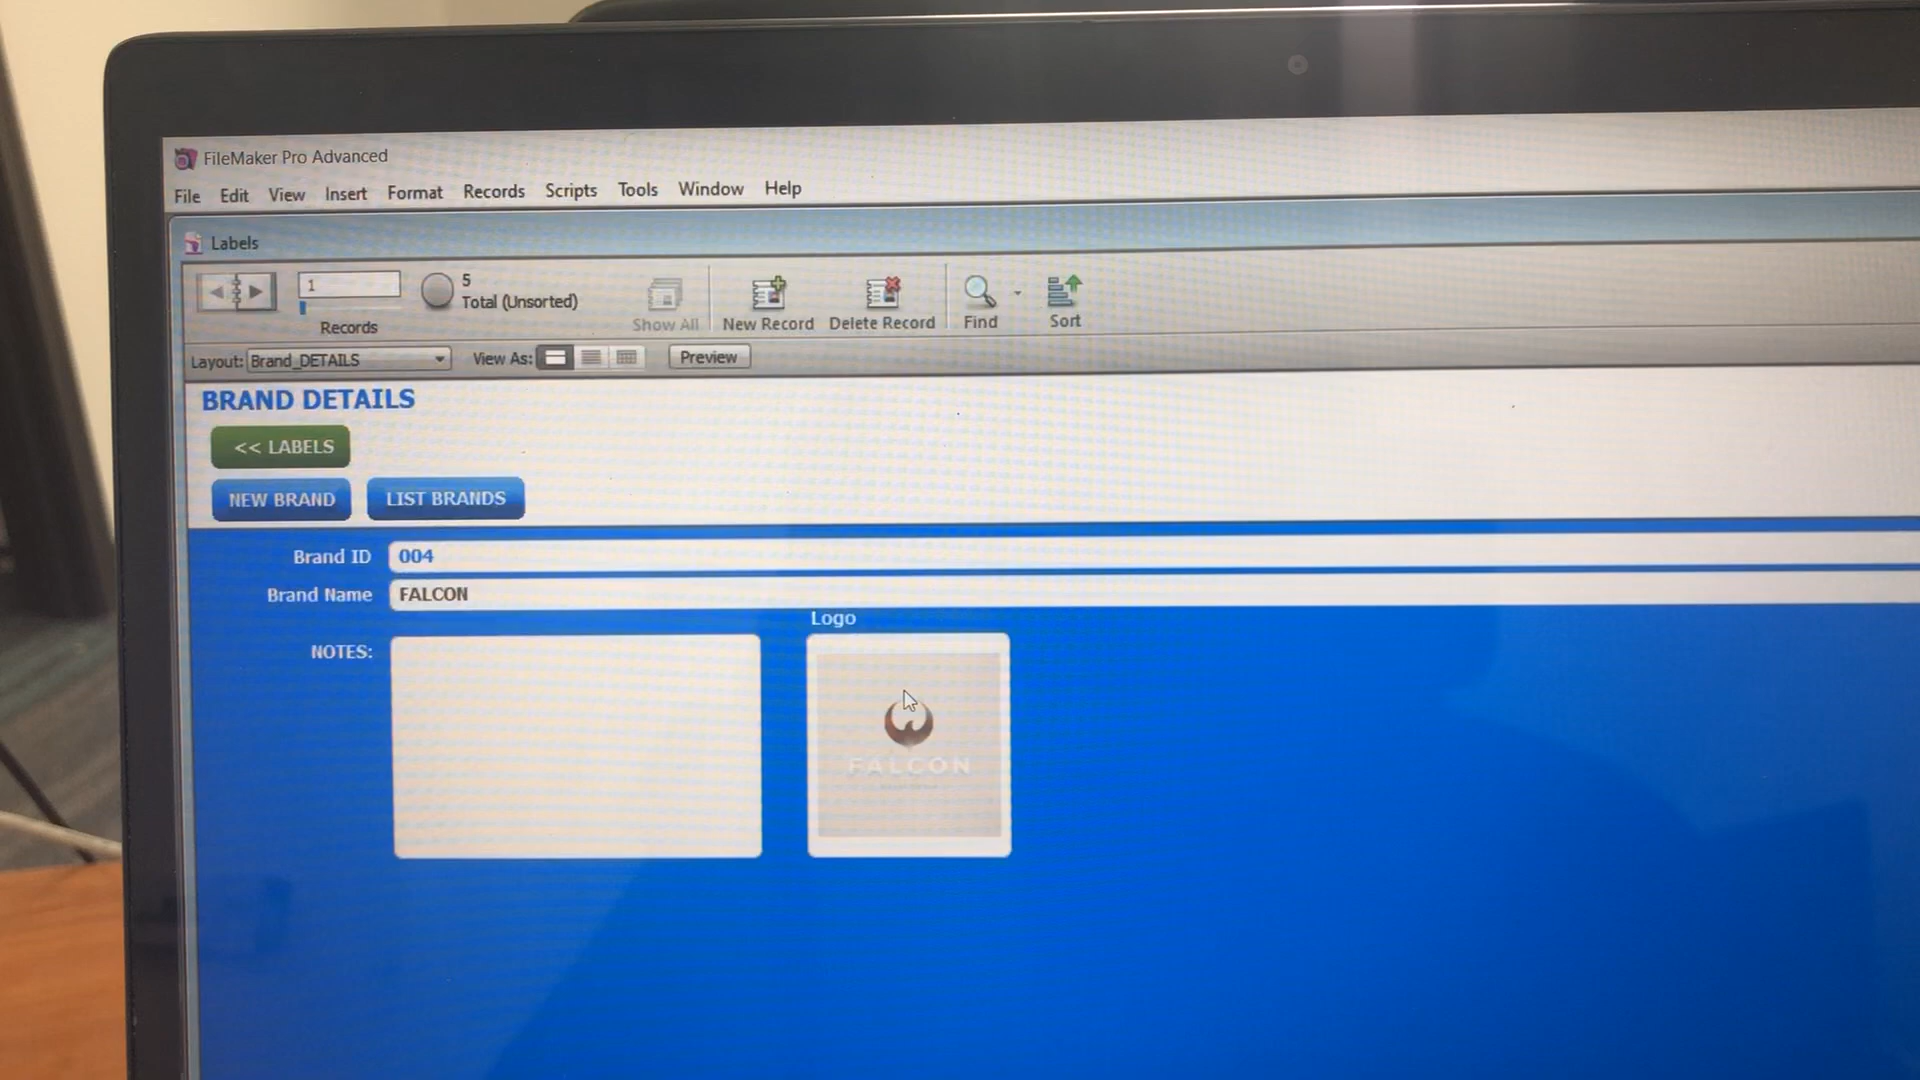 FileMaker Pro Advanced
File Edit View Insert Format Records Scripts Tools Window Help
Labels
1
Records
5
Total (Unsorted)
Show All
New Record
Delete Record
Find
Sort
Layout: Brand_DETAILS View As: Preview
BRAND DETAILS
<< LABELS
NEW BRAND LIST BRANDS
Brand ID 004
Brand Name FALCON
NOTES:
Logo
FALCON